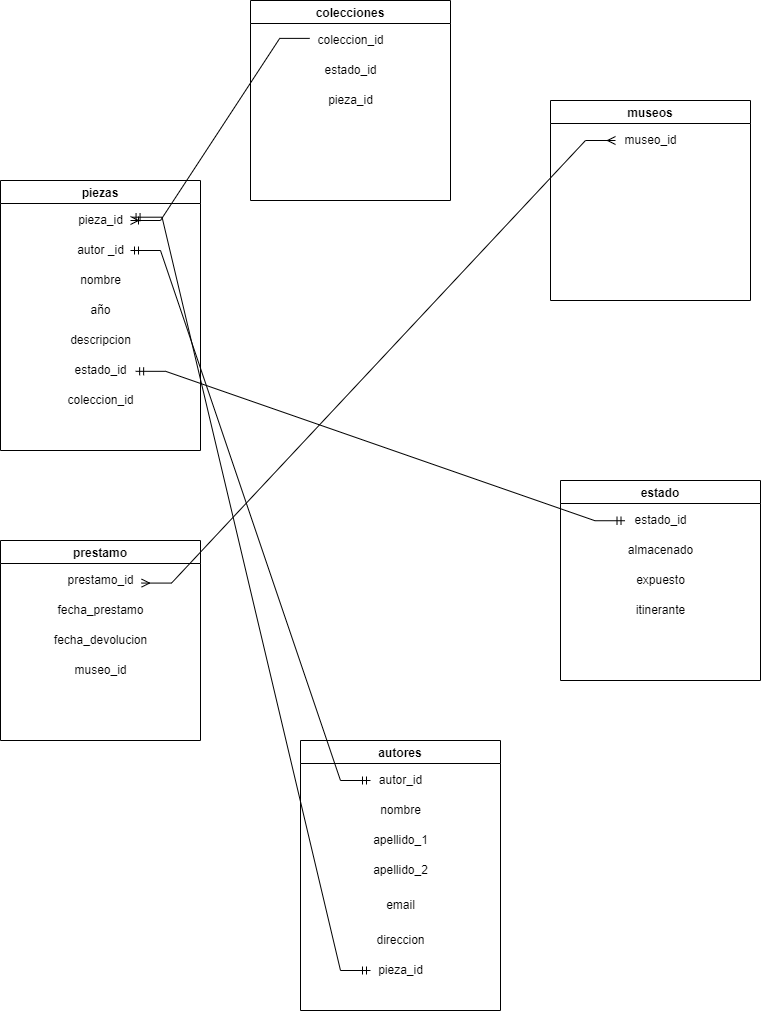 colecciones
coleccion_id
estado_id
pieza_id
museos
museo_id
piezas
pieza_id
autor _id
nombre
año
descripcion
estado_id
coleccion_id
estado
estado_id
almacenado
expuesto
itinerante
prestamo
prestamo_id
fecha_prestamo
fecha_devolucion
museo_id
autores
autor_id
nombre
apellido_1
apellido_2
email
direccion
pieza_id